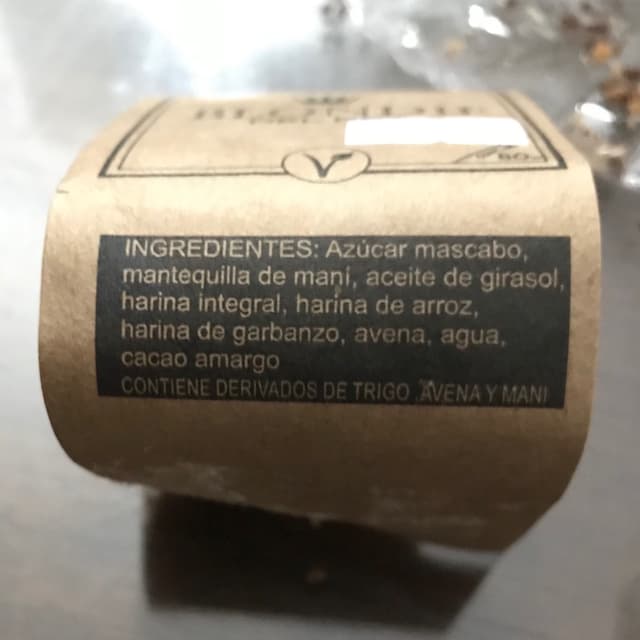 INGREDIENTES: Azúcar mascabo,
mantequilla de maní, aceite de girasol,
harina integral, harina de arroz,
harina de garbanzo, avena, agua,
cacao amargo
CONTIENE DERIVADOS DE TRIGO ,AVENA Y MANI